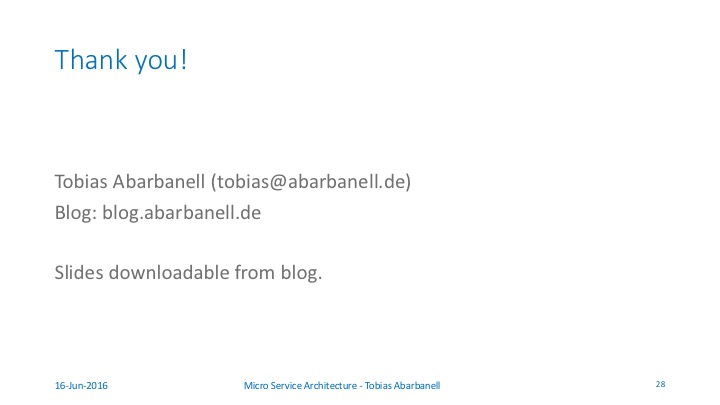 Thank you!
Tobias Abarbanell (tobias@abarbanell.de)
Blog: blog.abarbanell.de
Slides downloadable from blog.
16-Jun-2016
Micro Service Architecture - Tobias Abarbanell
28